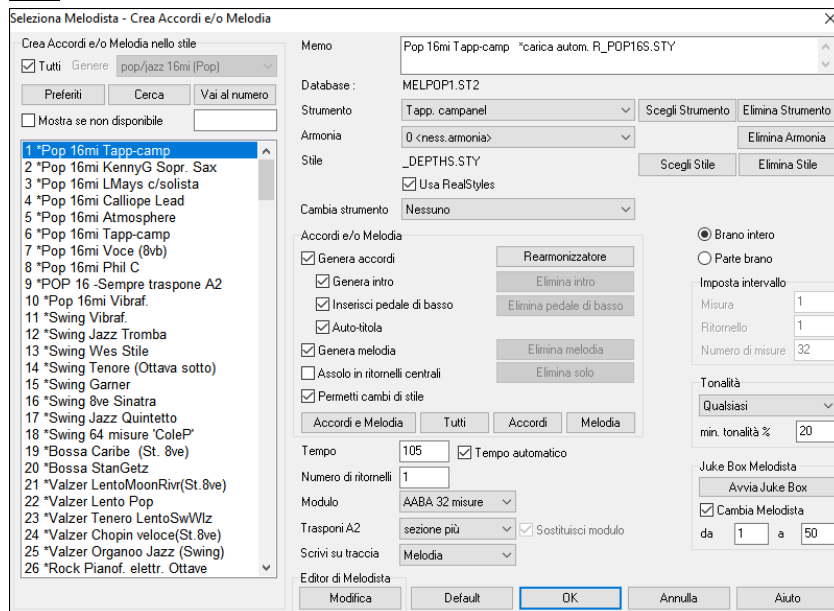 Seleziona Melodista - Crea Accordi e/o Melodia
Crea Accordi e/o Melodia nello stile
Tutti Genere pop/jazz 16mi (Pop)
Preferiti Cerca Vai al numero
Mostra se non disponibile
1 *Pop 16mi Tapp-camp
2 *Pop 16mi KennyG Sopr. Sax
3 *Pop 16mi LMays c/solista
4 *Pop 16mi Calliope Lead
5 *Pop 16mi Atmosphere
6 *Pop 16mi Tapp-camp
7 *Pop 16mi Voce (8vb)
8 *Pop 16mi Phil C
9 *POP 16 -Sempre traspone A2
10 *Pop 16mi Vibraf.
11 *Swing Vibraf.
12 *Swing Jazz Tromba
13 *Swing Wes Stile
14 *Swing Tenore (Ottava sotto)
15 *Swing Garner
16 *Swing 8ve Sinatra
17 *Swing Jazz Quintetto
18 *Swing 64 misure 'ColeP'
19 *Bossa Caribe (St. 8ve)
20 *Bossa StanGetz
21 *Valzer LentoMoonRivr(St.8ve)
22 *Valzer Lento Pop
23 *Valzer Tenero LentoSwWlz
24 *Valzer Chopin veloce(St.8ve)
25 *Valzer Organoo Jazz (Swing)
26 *Rock Pianof. elettr. Ottave
Memo Pop 16mi Tapp-camp *carica autom. R_POP16S.STY
Database : MELPOP1.ST2
Strumento Tapp. campanel Scegli Strumento Elimina Strumento
Armonia 0 <ness.armonia> Elimina Armonia
Stile _DEPTHS.STY Scegli Stile Elimina Stile
Usa RealStyles
Cambia strumento Nessuno
Accordi e/o Melodia
Genera accordi Rearmonizzatore
Genera intro Elimina intro
Inserisci pedale di basso Elimina pedale di basso
Auto-titola
Genera melodia Elimina melodia
Assolo in ritornelli centrali Elimina solo
Permetti cambi di stile
Accordi e Melodia Tutti Accordi Melodia
Tempo 105 Tempo automatico
Numero di ritornelli 1
Modulo AABA 32 misure
Trasponi A2 sezione più Sostituisci modulo
Scrivi su traccia Melodia
Brano intero
Parte brano
Imposta intervallo
Misura 1
Ritornello 1
Numero di misure 32
Tonalità
Qualsiasi
min. tonalità % 20
Juke Box Melodista
Avvia Juke Box
Cambia Melodista
da 1 a 50
Editor di Melodista
Modifica Default OK Annulla Aiuto